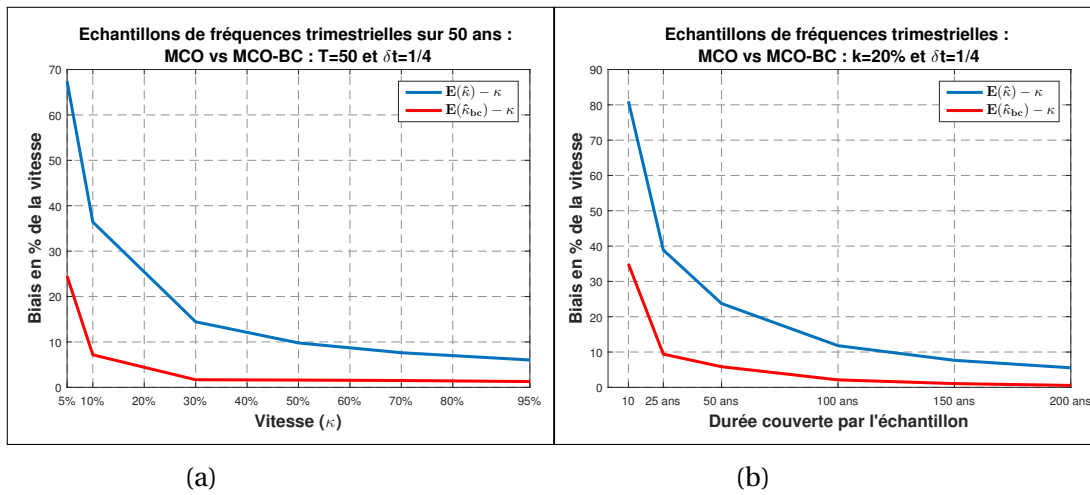 Echantillons de fréquences trimestrielles sur 50 ans :
MCO vs MCO-BC : T=50 et δt=1/4
70
60
50
40
30
20
10
0
Biais en % de la vitesse
E(κ̂) − κ
E(κ̂bc) − κ
5% 10% 20% 30% 40% 50% 60% 70% 80% 95%
Vitesse (κ)
(a)
Echantillons de fréquences trimestrielles :
MCO vs MCO-BC : k=20% et δt=1/4
90
80
70
60
50
40
30
20
10
0
Biais en % de la vitesse
E(κ̂) − κ
E(κ̂bc) − κ
10 25 ans 50 ans 100 ans 150 ans 200 ans
Durée couverte par l'échantillon
(b)